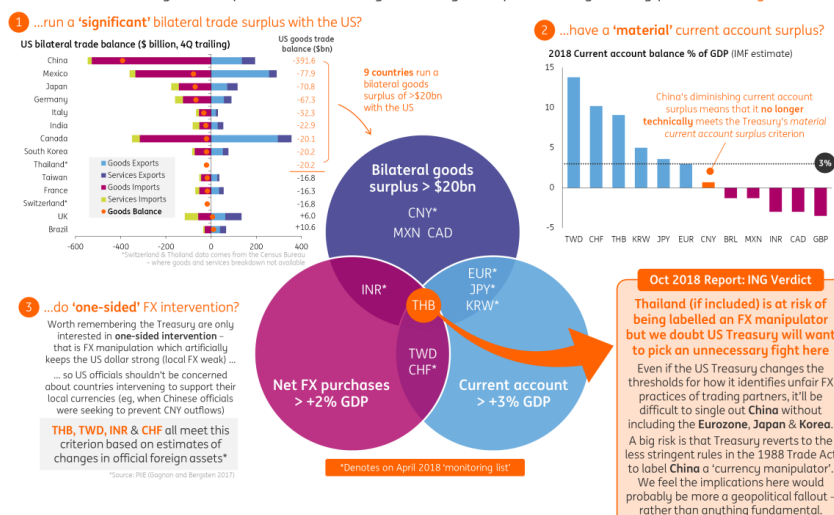 1 ...run a 'significant' bilateral trade surplus with the US?
US bilateral trade balance ($ billion, 4Q trailing)
US goods trade
balance ($bn)
China -391.6
Mexico -77.9
Japan -70.8
Germany -67.3
Italy -52.3
India -22.9
Canada -20.1
South Korea -20.2
Thailand* -20.2
Taiwan -16.8
France -16.3
Switzerland* -16.8
UK +6.0
Brazil +10.6
Goods Exports
Services Exports
Goods Imports
Services Imports
Goods Balance
-600 -400 -200 0 200 400
*Switzerland & Thailand data comes from the Census Bureau
– where goods and services breakdown not available
9 countries run a
bilateral goods
surplus of >$20bn
with the US
2 ...have a 'material' current account surplus?
2018 Current account balance % of GDP (IMF estimate)
15
10
5
0
-5
China's diminishing current account
surplus means that it no longer
technically meets the Treasury's material
current account surplus criterion
3%
TWD CHF THB KRW JPY EUR CNY BRL MXN INR CAD GBP
Bilateral goods
surplus > $20bn
CNY*
MXN CAD
INR*
EUR*
JPY*
KRW*
THB
TWD
CHF*
Net FX purchases
> +2% GDP
Current account
> +3% GDP
*Denotes on April 2018 'monitoring list'
3 ...do 'one-sided' FX intervention?
Worth remembering the Treasury are only
interested in one-sided intervention –
that is FX manipulation which artificially
keeps the US dollar strong (local FX weak) ...
... so US officials shouldn't be concerned
about countries intervening to support their
local currencies (eg, when Chinese officials
were seeking to prevent CNY outflows)
THB, TWD, INR & CHF all meet this
criterion based on estimates of
changes in official foreign assets*
*Source: PIIE (Gagnon and Bergsten 2017)
Oct 2018 Report: ING Verdict
Thailand (if included) is at risk of
being labelled an FX manipulator
but we doubt US Treasury will want
to pick an unnecessary fight here
Even if the US Treasury changes the
thresholds for how it identifies unfair FX
practices of trading partners, it'll be
difficult to single out China without
including the Eurozone, Japan & Korea.
A big risk is that Treasury reverts to the
less stringent rules in the 1988 Trade Act
to label China a 'currency manipulator'.
We feel the implications here would
probably be more a geopolitical fallout –
rather than anything fundamental.